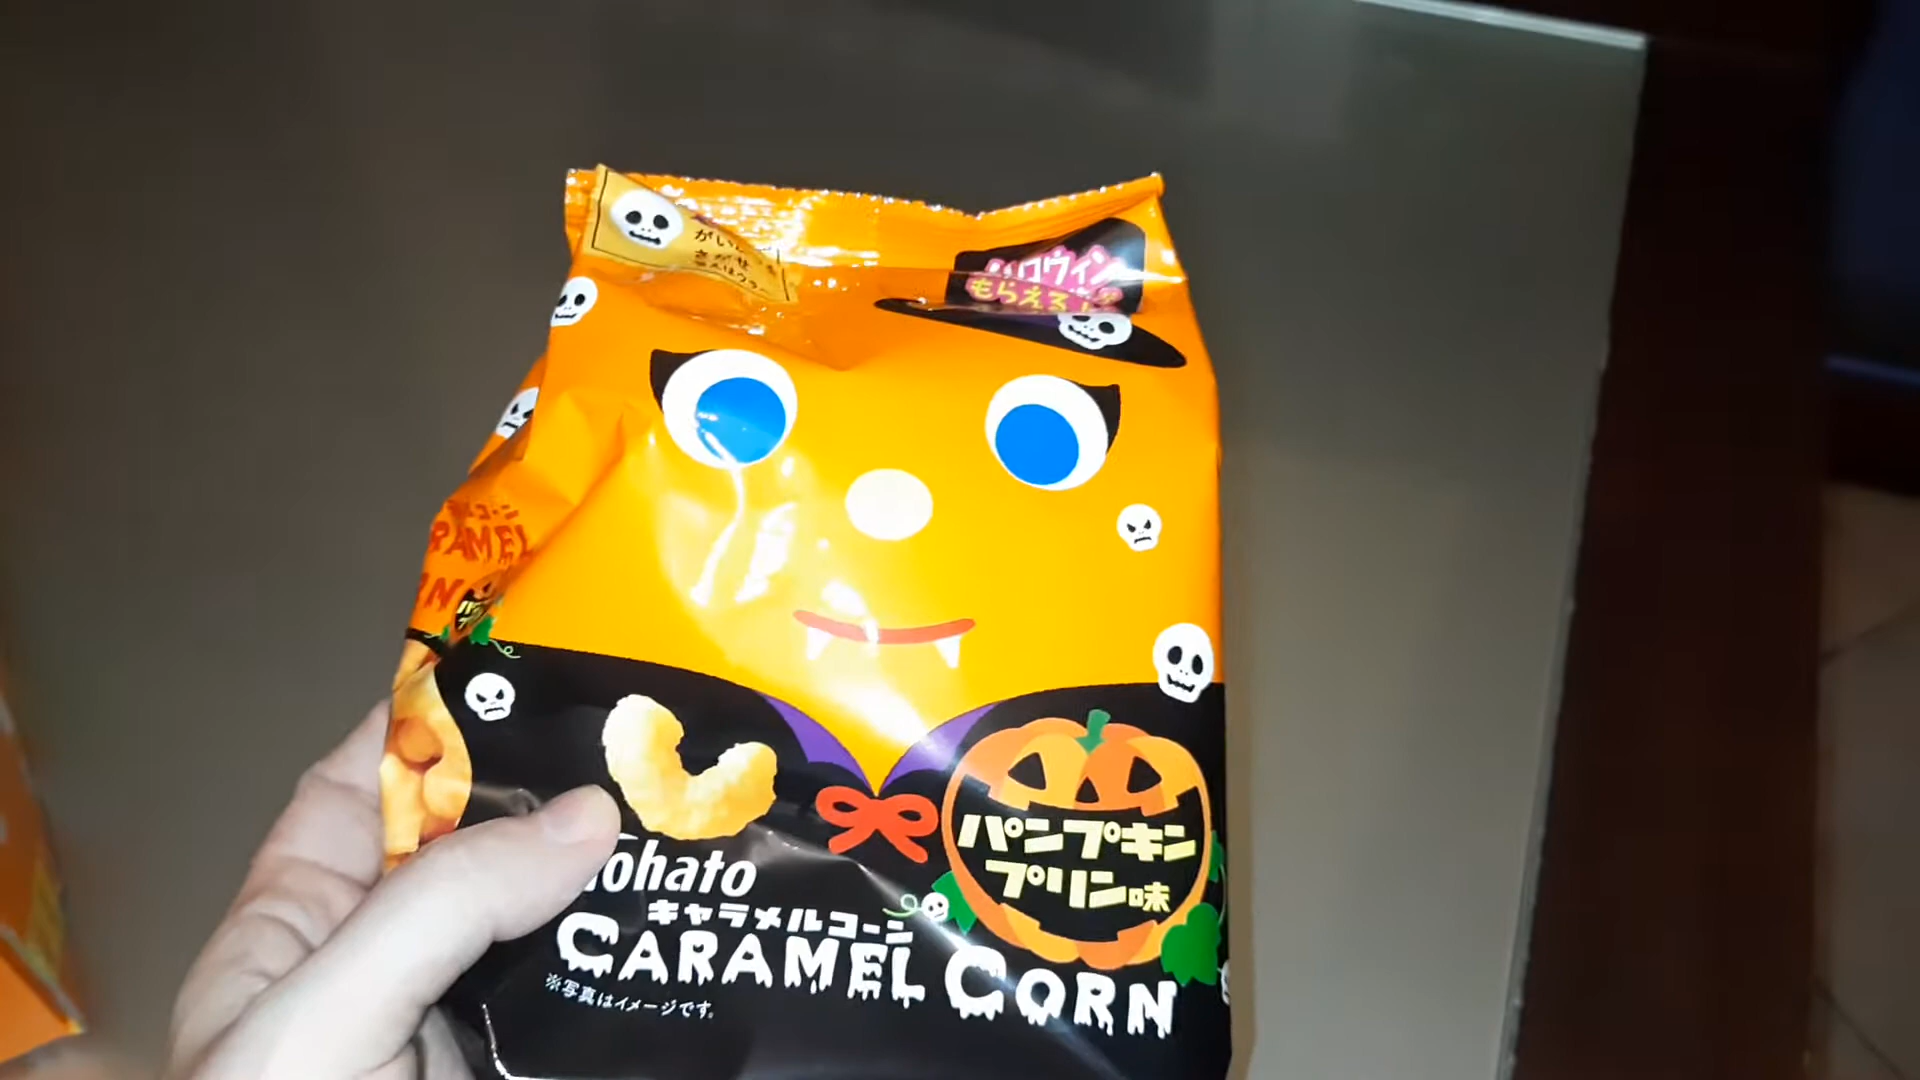 ハロウィン
もらえる!
RAMEL
パンプキン
プリン味
Tohato
キャラメルコーン
CARAMEL CORN
※写真はイメージです。